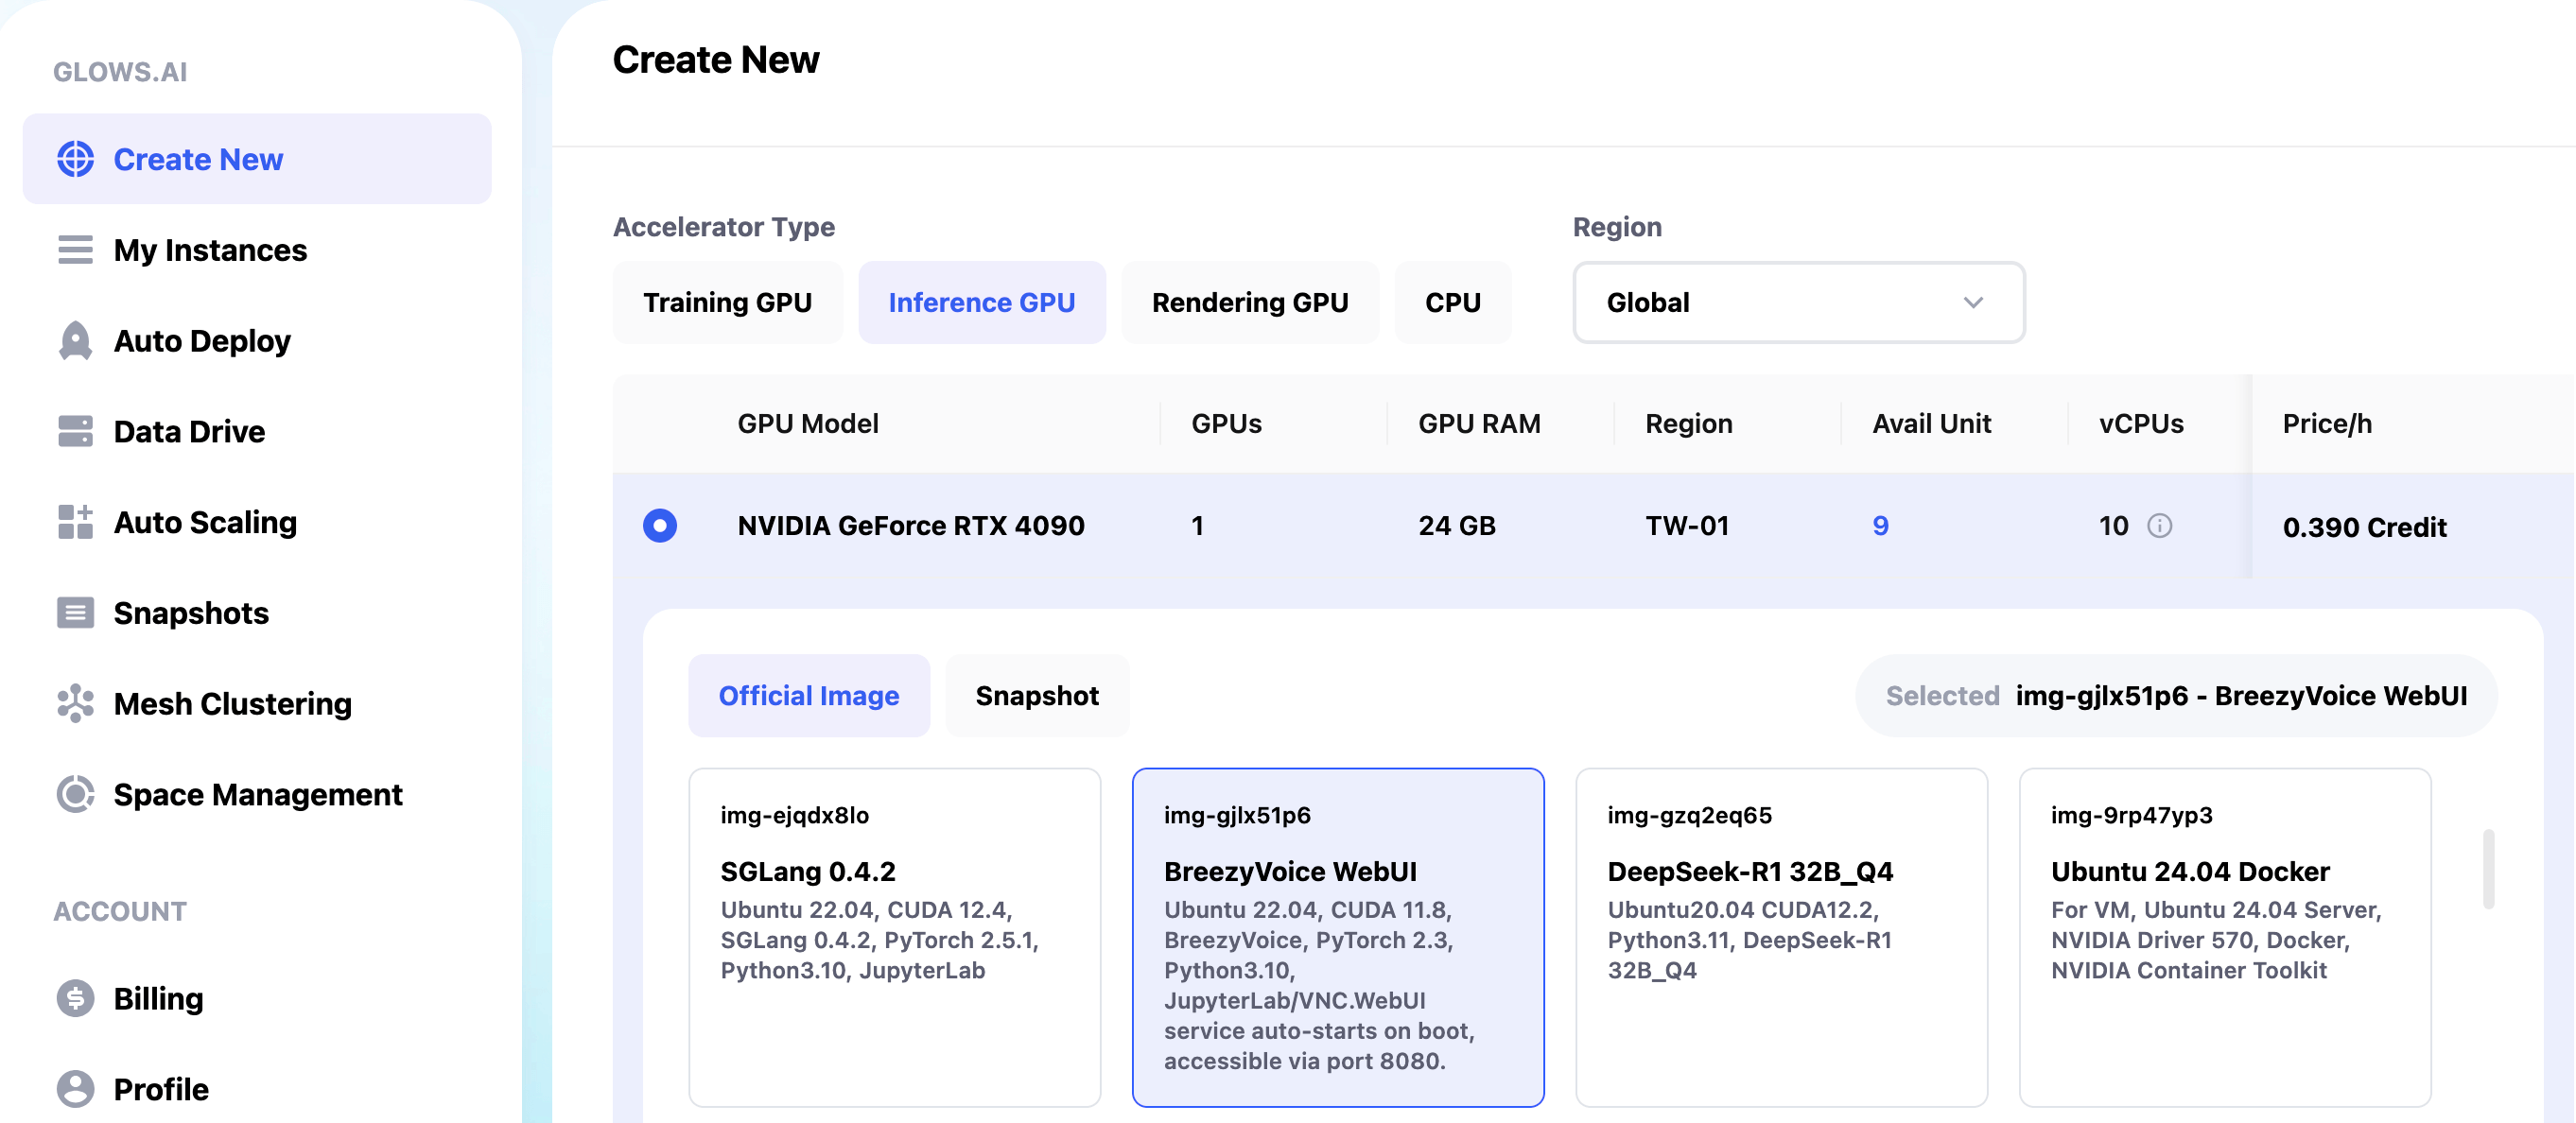 GLOWS.AI
Create New
My Instances
Auto Deploy
Data Drive
Auto Scaling
Snapshots
Mesh Clustering
Space Management
ACCOUNT
Billing
Profile
Create New
Accelerator Type
Training GPU
Inference GPU
Rendering GPU
CPU
Region
Global
GPU Model GPUs GPU RAM Region Avail Unit vCPUs Price/h
NVIDIA GeForce RTX 4090 1 24 GB TW-01 9 10 0.390 Credit
Official Image
Snapshot
Selected img-gjlx51p6 - BreezyVoice WebUI
img-ejqdx8lo
SGLang 0.4.2
Ubuntu 22.04, CUDA 12.4,
SGLang 0.4.2, PyTorch 2.5.1,
Python3.10, JupyterLab
img-gjlx51p6
BreezyVoice WebUI
Ubuntu 22.04, CUDA 11.8,
BreezyVoice, PyTorch 2.3,
Python3.10,
JupyterLab/VNC.WebUI
service auto-starts on boot,
accessible via port 8080.
img-gzq2eq65
DeepSeek-R1 32B_Q4
Ubuntu20.04 CUDA12.2,
Python3.11, DeepSeek-R1
32B_Q4
img-9rp47yp3
Ubuntu 24.04 Docker
For VM, Ubuntu 24.04 Server,
NVIDIA Driver 570, Docker,
NVIDIA Container Toolkit